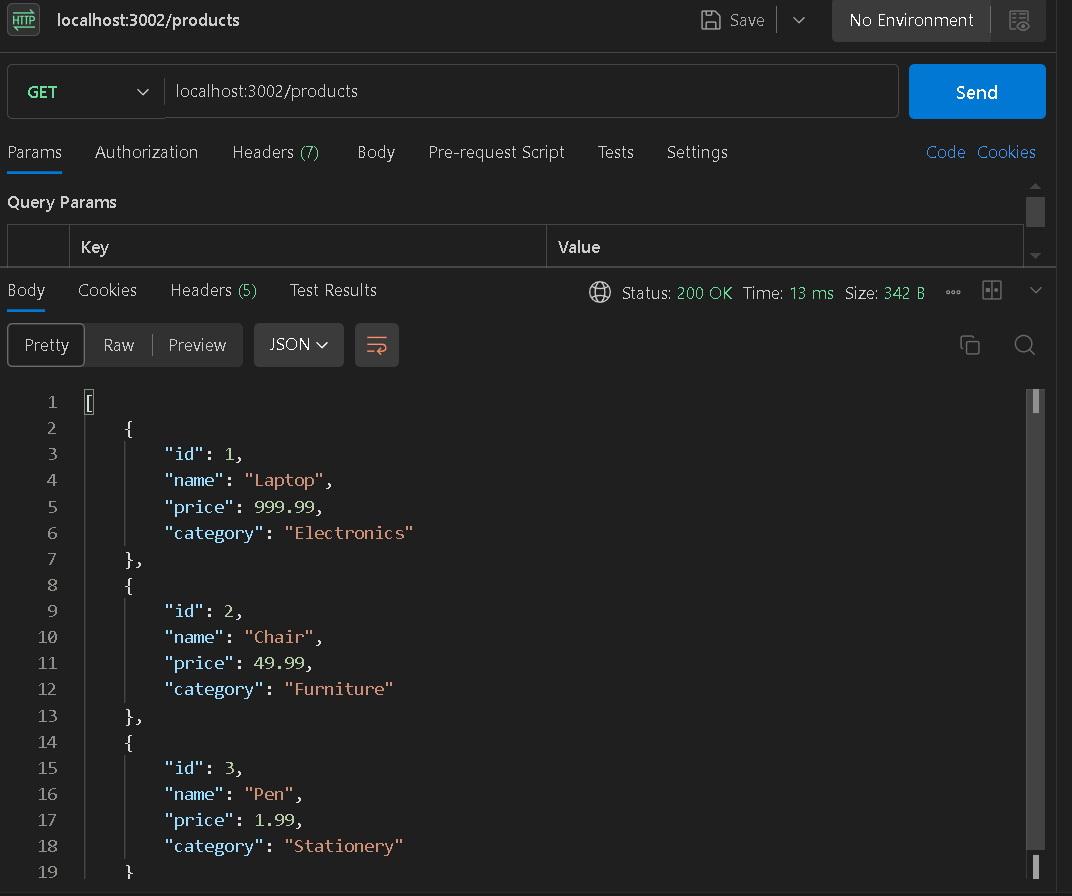 HTTP localhost:3002/products Save No Environment
GET localhost:3002/products Send
Params Authorization Headers (7) Body Pre-request Script Tests Settings Code Cookies
Query Params
Key Value
Body Cookies Headers (5) Test Results Status: 200 OK Time: 13 ms Size: 342 B
Pretty Raw Preview JSON
1 [
2 {
3 "id": 1,
4 "name": "Laptop",
5 "price": 999.99,
6 "category": "Electronics"
7 },
8 {
9 "id": 2,
10 "name": "Chair",
11 "price": 49.99,
12 "category": "Furniture"
13 },
14 {
15 "id": 3,
16 "name": "Pen",
17 "price": 1.99,
18 "category": "Stationery"
19 }